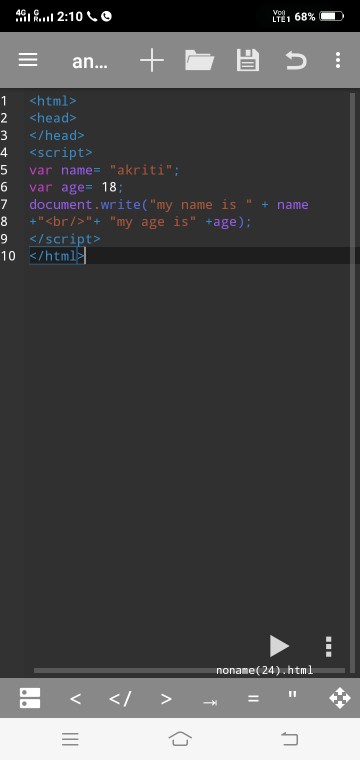 4G G R 2:10 Vo)) LTE1 68%
an...
1 <html>
2 <head>
3 </head>
4 <script>
5 var name= "akriti";
6 var age= 18;
7 document.write("my name is " + name
8 +"<br/>"+ "my age is" +age);
9 </script>
10 </html>
noname(24).html
< </ > = "